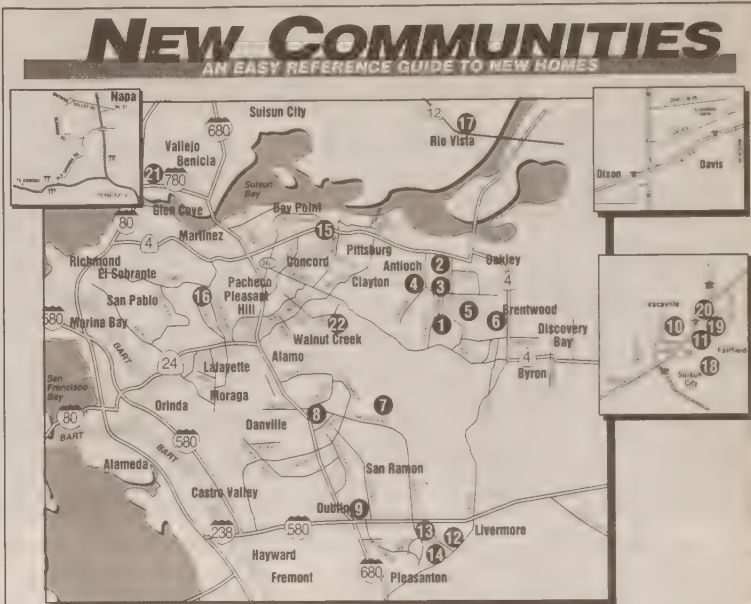 NEW COMMUNITIES
AN EASY REFERENCE GUIDE TO NEW HOMES
Napa
Suisun City
680
12
17
Rio Vista
Vallejo
Benicia
21
780
Suisun
Bay
Glen Cove
Bay Point
80
Martinez
4
15
Pittsburg
Richmond
El Sobrante
Concord
Antioch
2
Oakley
4
Pacheco
Clayton
4
3
San Pablo
16
Pleasant
Hill
5
Brentwood
580
Marina Bay
1
6
22
Discovery
Bay
BART
Walnut Creek
24
Alamo
4
Lafayette
Byron
San
Francisco
Bay
Moraga
Orinda
8
7
80
Danville
BART
580
BART
San Ramon
Alameda
Castro Valley
Dublin
9
238
580
13
12
Livermore
14
Hayward
Fremont
680
Pleasanton
Dixon
Davis
Vacaville
20
10
19
11
Fairfield
18
Suisun
City